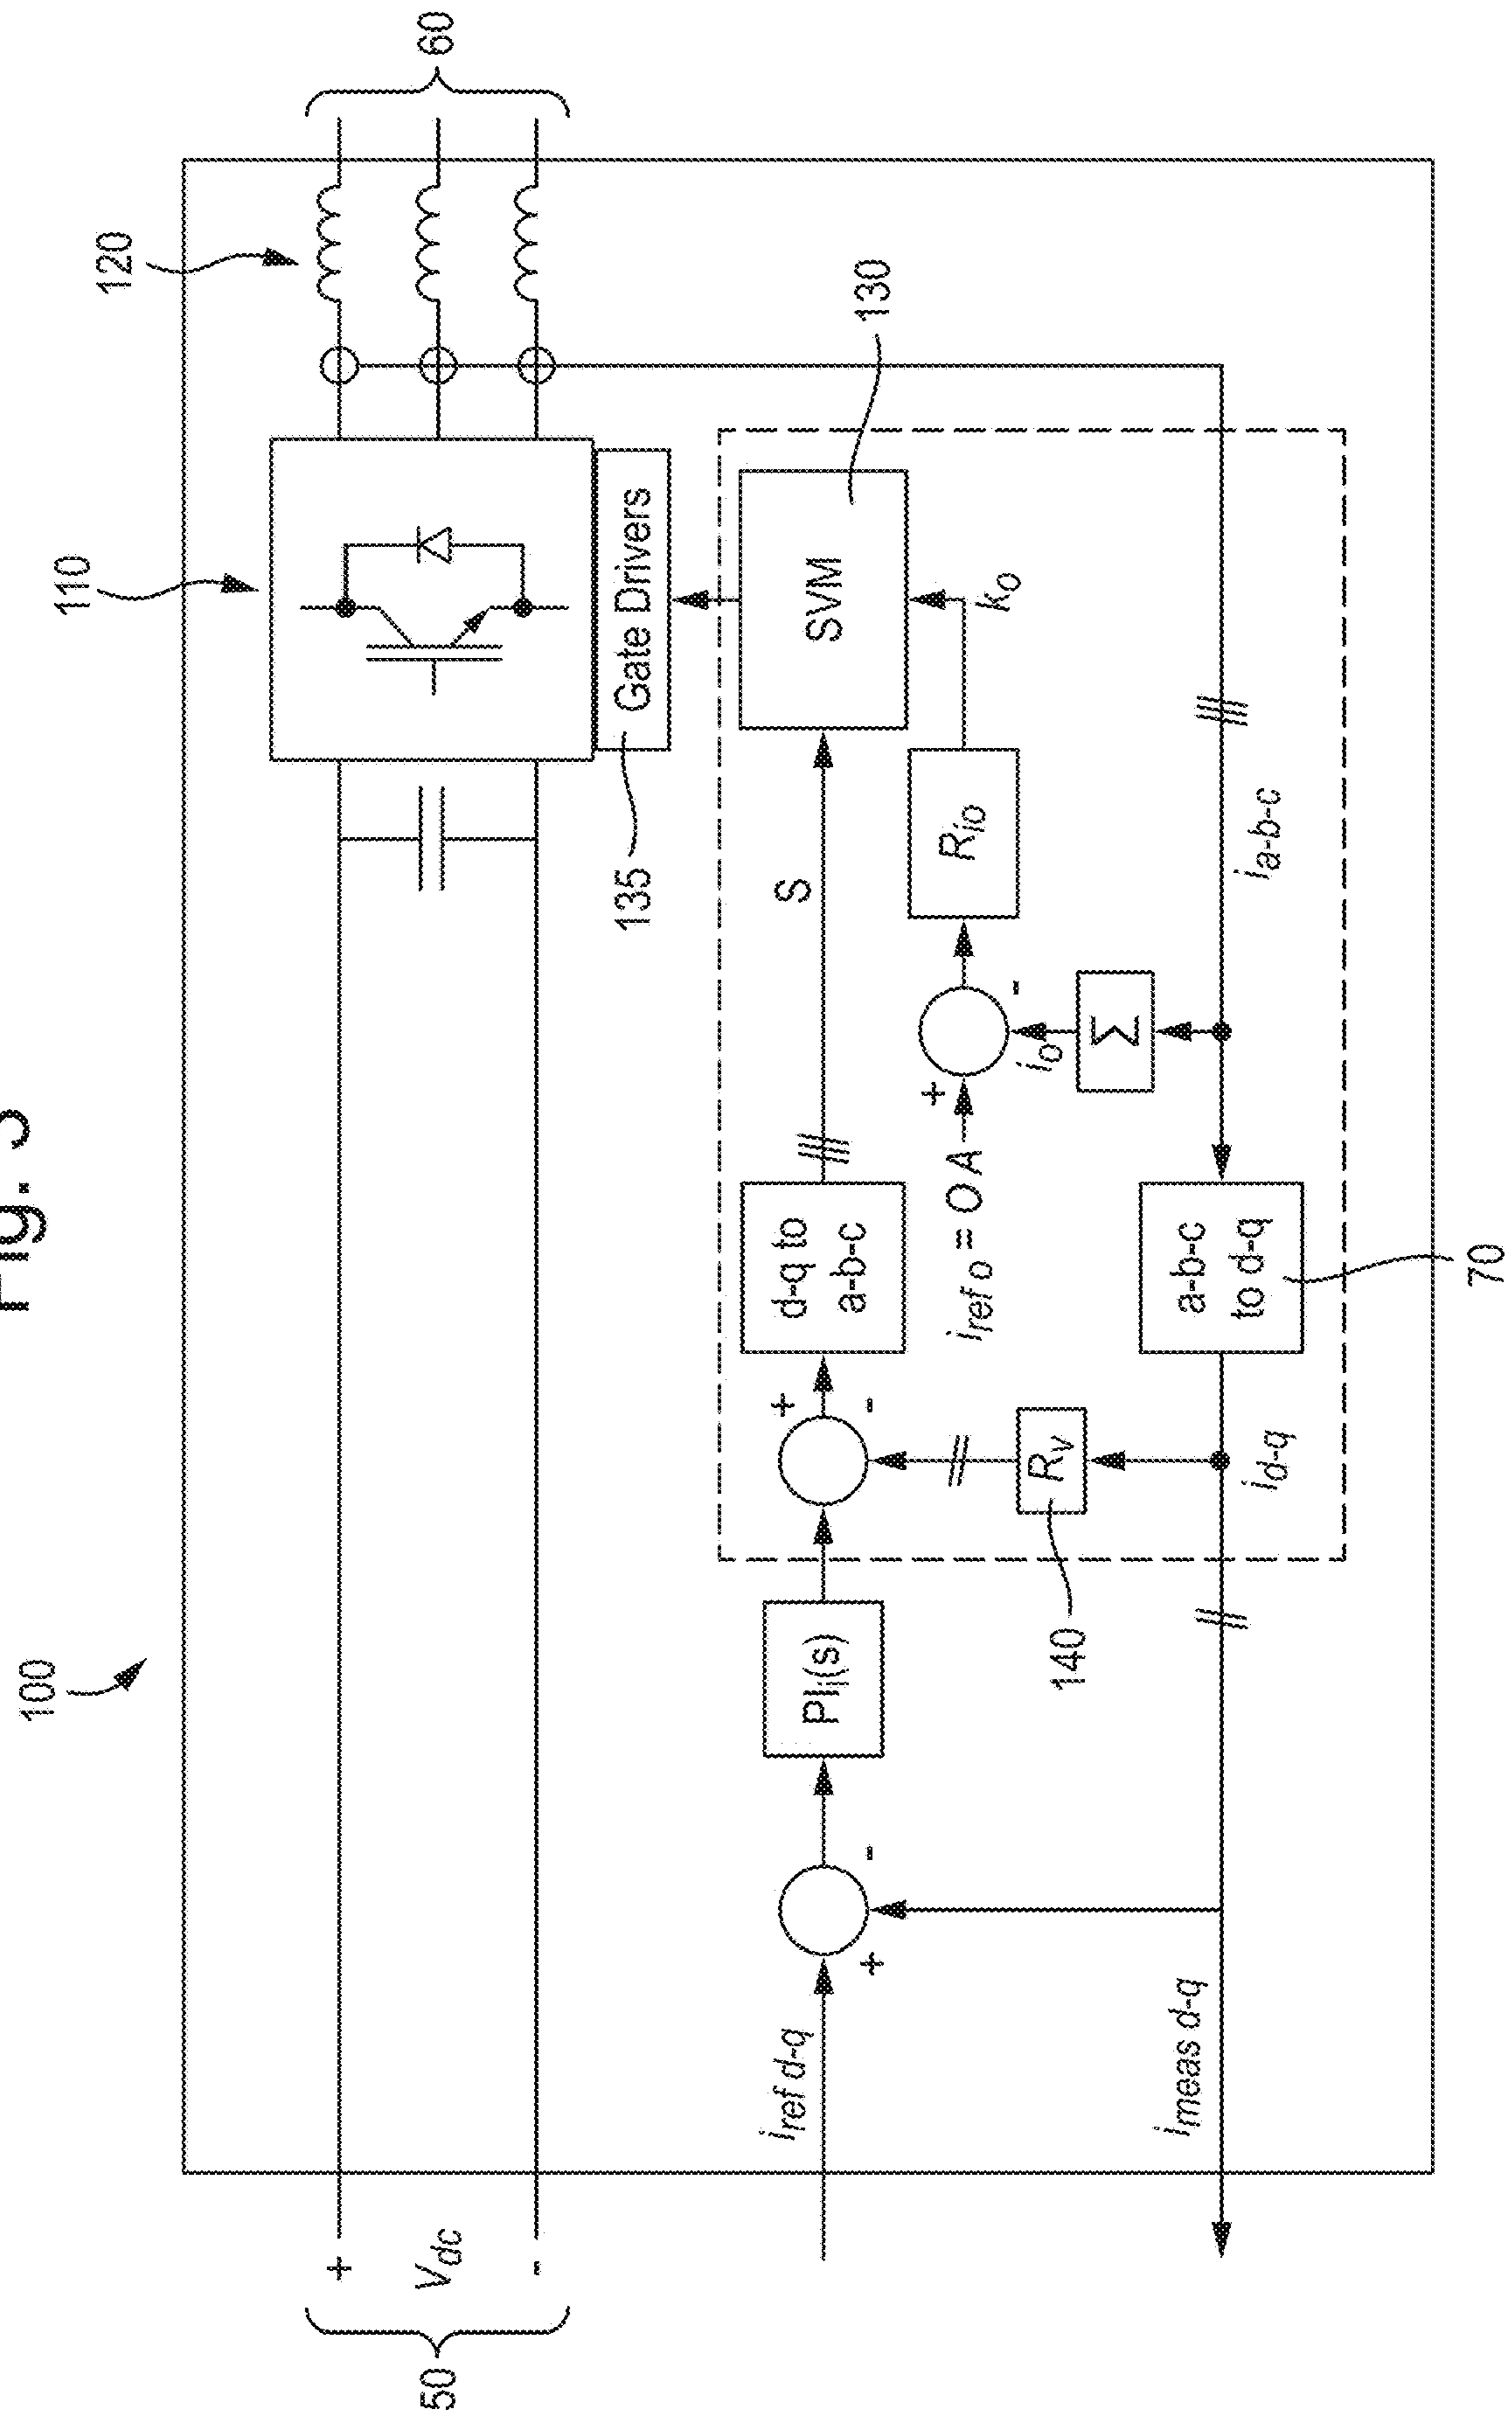 Fig. 3
100
110
120
50
+
Vdc
-
60
Gate Drivers
135
iref d-q
+
-
PIi(s)
+
-
d-q to
a-b-c
S
SVM
130
iref o = O A
+
-
Rio
ko
io
Σ
140
Rv
imeas d-q
id-q
a-b-c
to d-q
70
ia-b-c